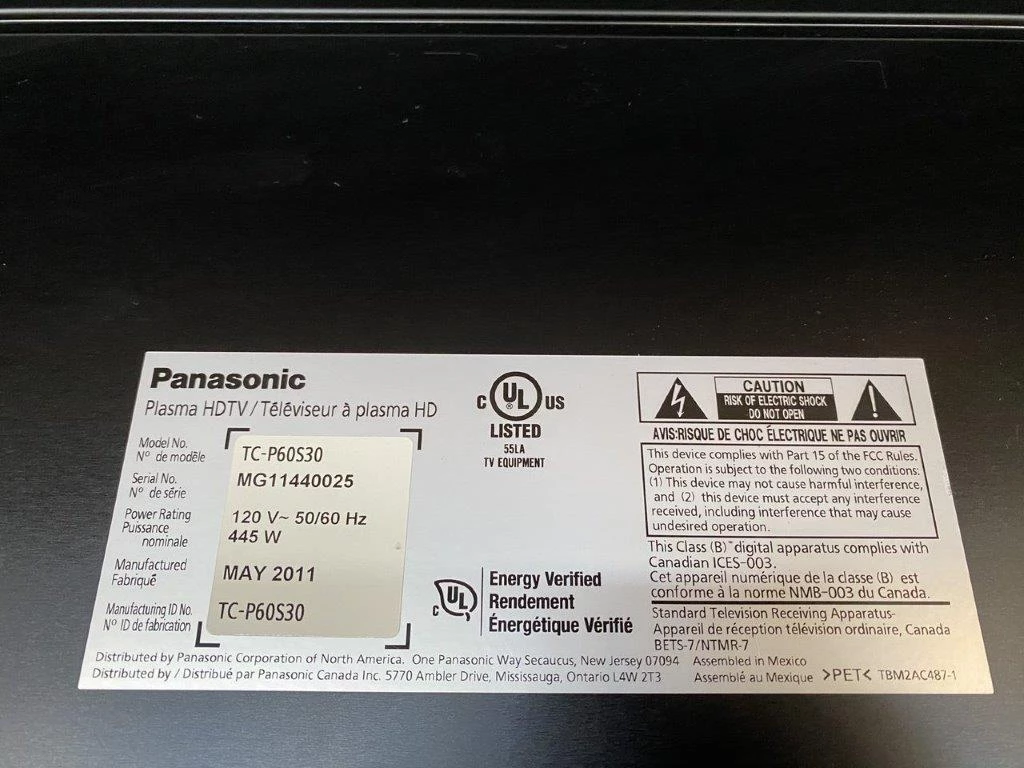 Panasonic
Plasma HDTV / Téléviseur à plasma HD
Model No.
Nº de modèle
TC-P60S30
Serial No.
Nº de série
MG11440025
Power Rating
Puissance
nominale
120 V~ 50/60 Hz
445 W
Manufactured
Fabriqué
MAY 2011
Manufacturing ID No.
Nº ID de fabrication
TC-P60S30
C UL US
LISTED
55LA
TV EQUIPMENT
C UL
Energy Verified
Rendement
Énergétique Vérifié
CAUTION
RISK OF ELECTRIC SHOCK
DO NOT OPEN
AVIS:RISQUE DE CHOC ÉLECTRIQUE NE PAS OUVRIR
This device complies with Part 15 of the FCC Rules.
Operation is subject to the following two conditions:
(1) This device may not cause harmful interference,
and (2) this device must accept any interference
received, including interference that may cause
undesired operation.
This Class (B) digital apparatus complies with
Canadian ICES-003.
Cet appareil numérique de la classe (B) est
conforme à la norme NMB-003 du Canada.
Standard Television Receiving Apparatus-
Appareil de réception télévision ordinaire, Canada
BETS-7/NTMR-7
Distributed by Panasonic Corporation of North America. One Panasonic Way Secaucus, New Jersey 07094 Assembled in Mexico
Distributed by / Distribué par Panasonic Canada Inc. 5770 Ambler Drive, Mississauga, Ontario L4W 2T3 Assemblé au Mexique >PET< TBM2AC487-1